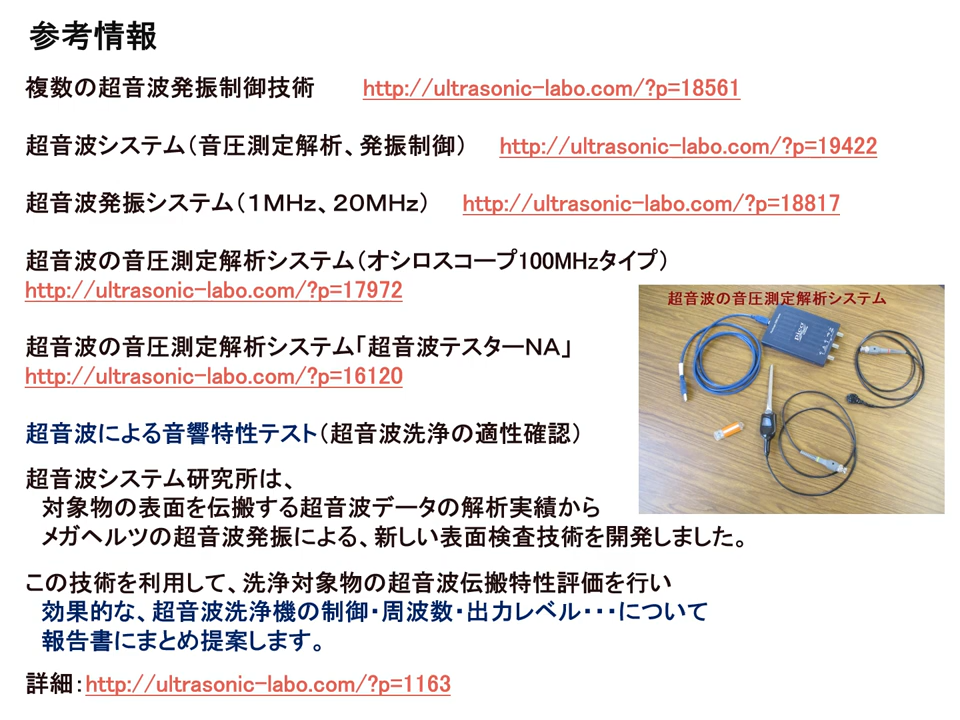 参考情報
複数の超音波発振制御技術 http://ultrasonic-labo.com/?p=18561
超音波システム(音圧測定解析、発振制御) http://ultrasonic-labo.com/?p=19422
超音波発振システム(1MHz、20MHz) http://ultrasonic-labo.com/?p=18817
超音波の音圧測定解析システム(オシロスコープ100MHzタイプ)
http://ultrasonic-labo.com/?p=17972
超音波の音圧測定解析システム
超音波の音圧測定解析システム「超音波テスターNA」
http://ultrasonic-labo.com/?p=16120
超音波による音響特性テスト(超音波洗浄の適性確認)
超音波システム研究所は、
対象物の表面を伝搬する超音波データの解析実績から
メガヘルツの超音波発振による、新しい表面検査技術を開発しました。
この技術を利用して、洗浄対象物の超音波伝搬特性評価を行い
効果的な、超音波洗浄機の制御・周波数・出力レベル・・・について
報告書にまとめ提案します。
詳細:http://ultrasonic-labo.com/?p=1163